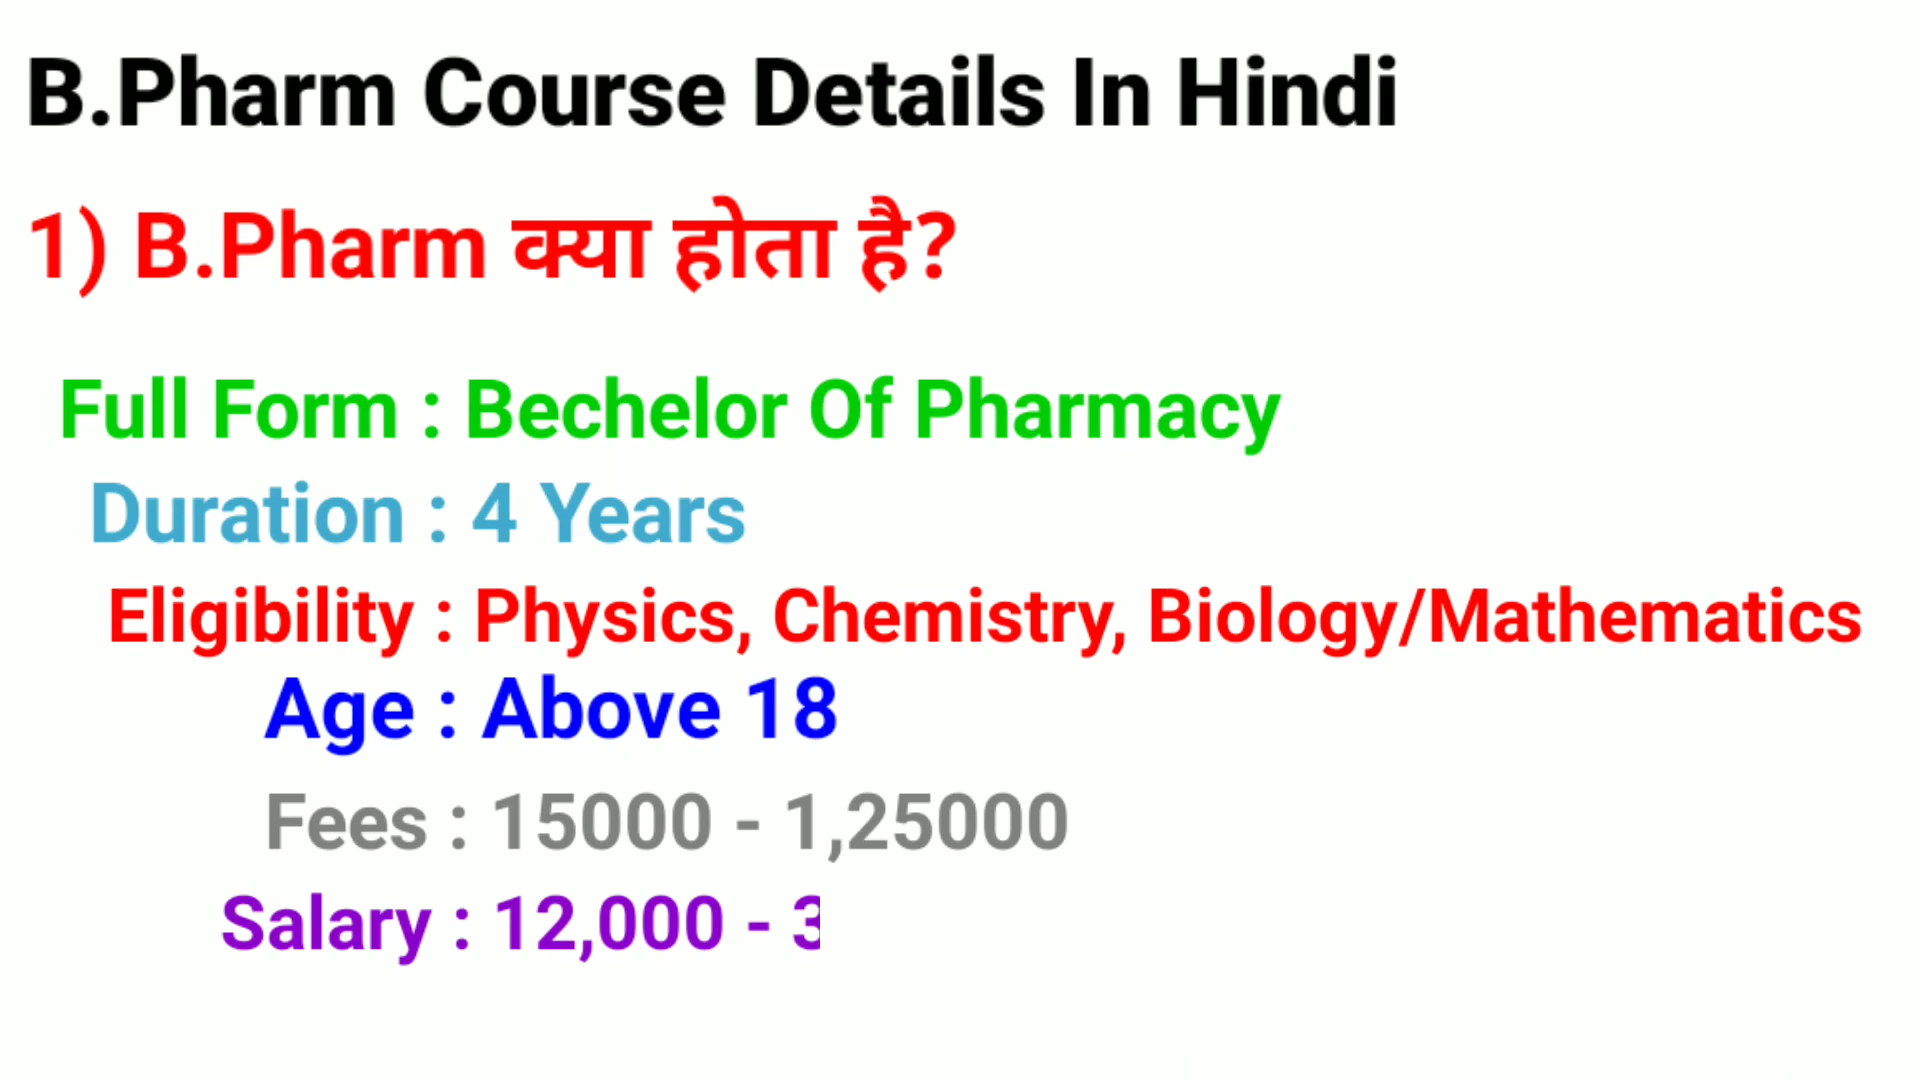 B.Pharm Course Details In Hindi
1) B.Pharm क्या होता है?
Full Form : Bechelor Of Pharmacy
Duration : 4 Years
Eligibility : Physics, Chemistry, Biology/Mathematics
Age : Above 18
Fees : 15000 - 1,25000
Salary : 12,000 - 3